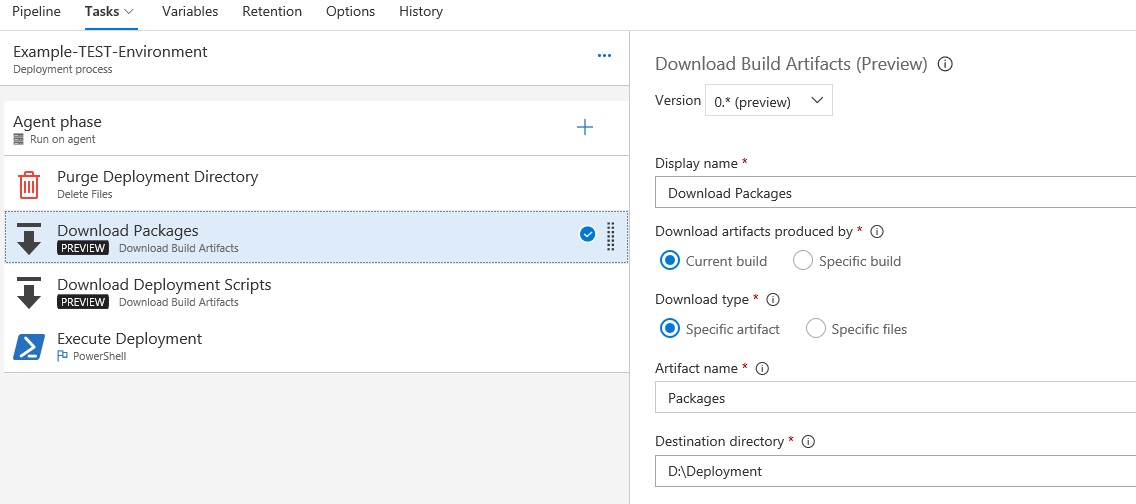 Pipeline Tasks Variables Retention Options History
Example-TEST-Environment
Deployment process
Agent phase
Run on agent
Purge Deployment Directory
Delete Files
Download Packages
PREVIEW Download Build Artifacts
Download Deployment Scripts
PREVIEW Download Build Artifacts
Execute Deployment
PowerShell
Download Build Artifacts (Preview)
Version 0.* (preview)
Display name *
Download Packages
Download artifacts produced by *
Current build Specific build
Download type *
Specific artifact Specific files
Artifact name *
Packages
Destination directory *
D:\Deployment